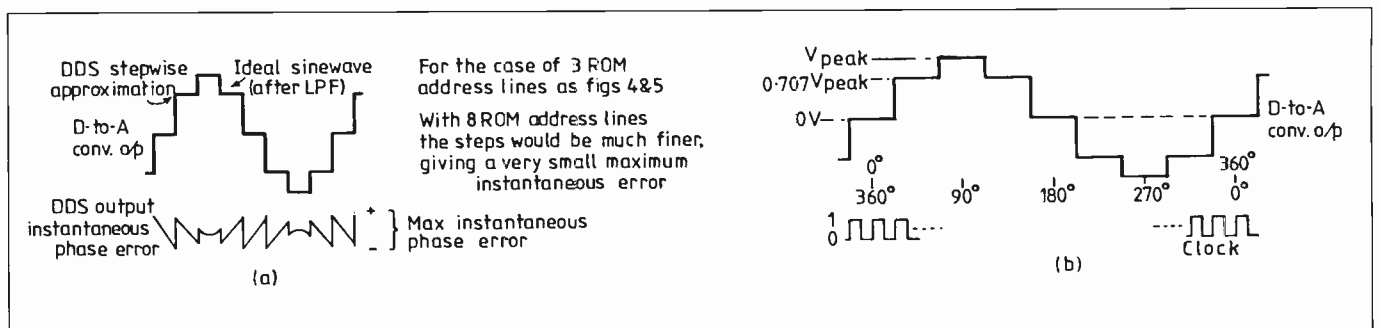 DDS stepwise
approximation
Ideal sinewave
(after LPF)
D-to-A
conv. o/p
DDS output
instantaneous
phase error
+
-
Max instantaneous
phase error
(a)
For the case of 3 ROM
address lines as figs 4&5
With 8 ROM address lines
the steps would be much finer,
giving a very small maximum
instantaneous error
Vpeak
0·707Vpeak
0V
D-to-A
conv. o/p
0° 360°
360° 90° 180° 270° 0°
1
0
Clock
(b)